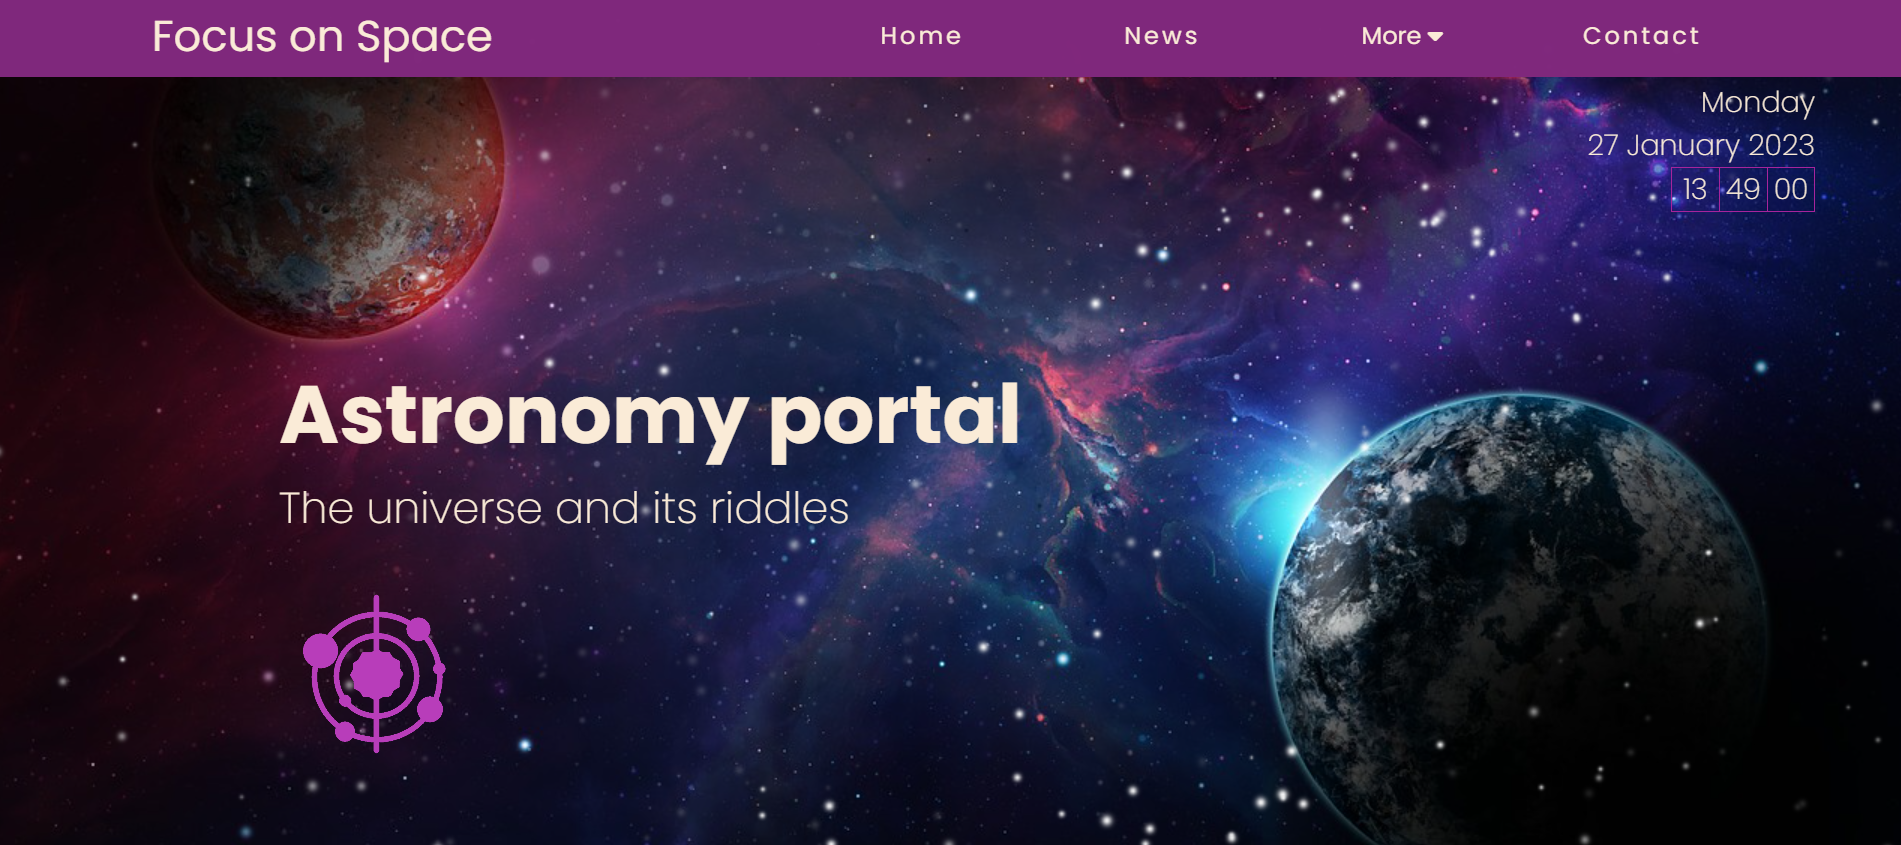 Focus on Space
Home News More Contact
Monday
27 January 2023
13 49 00
Astronomy portal
The universe and its riddles